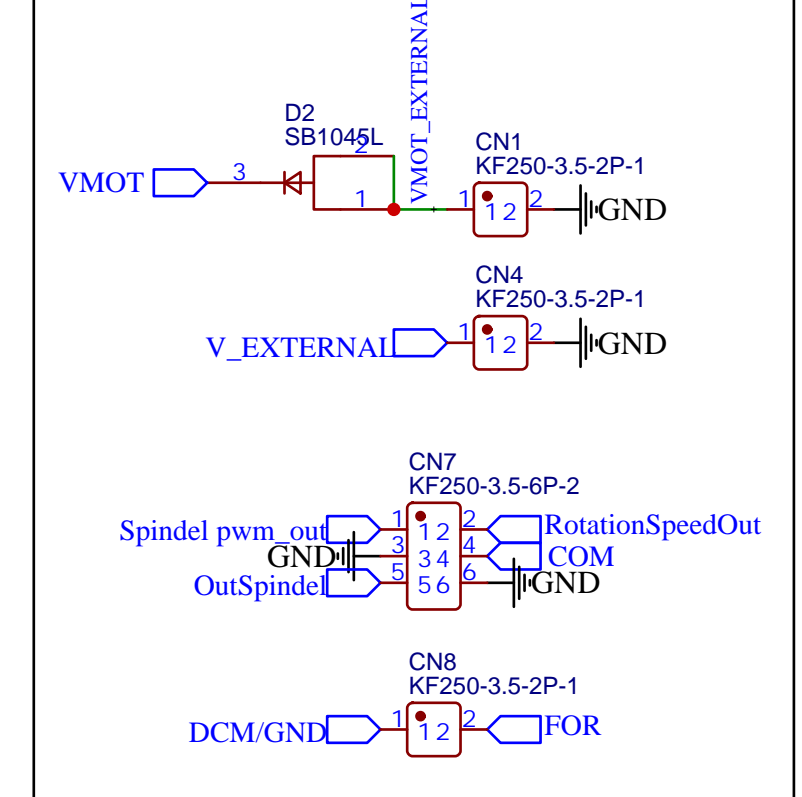 VMOT_EXTERNAL
D2
SB1045L
2
VMOT
3
1
CN1
KF250-3.5-2P-1
1
1 2
2
GND
CN4
KF250-3.5-2P-1
V_EXTERNAL
1
1 2
2
GND
CN7
KF250-3.5-6P-2
Spindel pwm_out
1
1 2
2
RotationSpeedOut
GND
3
3 4
4
COM
OutSpindel
5
5 6
6
GND
CN8
KF250-3.5-2P-1
DCM/GND
1
1 2
2
FOR